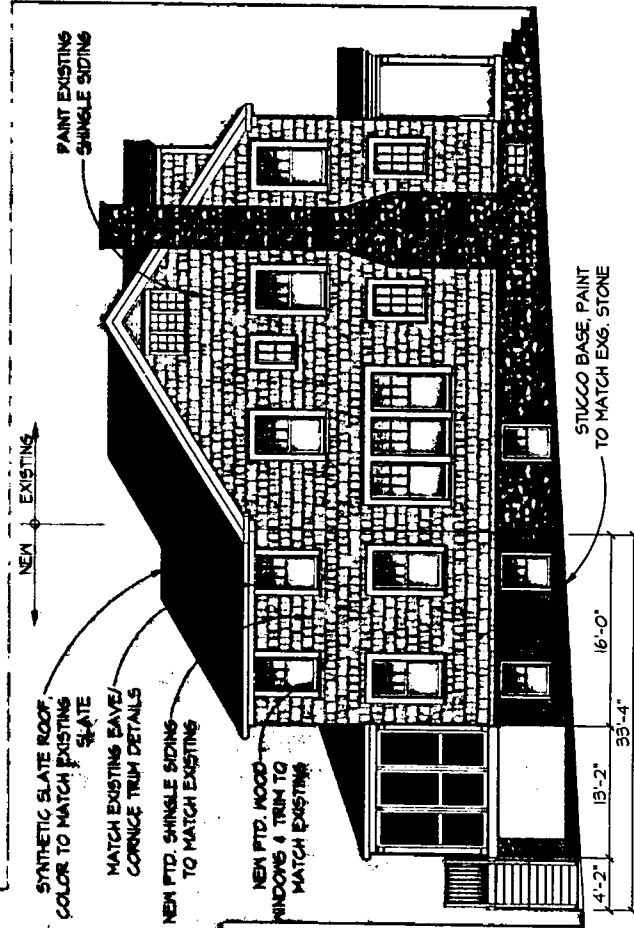 NEW
EXISTING
PAINT EXISTING
SHINGLE SIDING
SYNTHETIC SLATE ROOF,
COLOR TO MATCH EXISTING
SLATE
MATCH EXISTING EAVE/
CORNICE TRIM DETAILS
NEW PTD. SHINGLE SIDING
TO MATCH EXISTING
NEW PTD. WOOD
WINDOWS & TRIM TO
MATCH EXISTING
STUCCO BASE, PAINT
TO MATCH EXG. STONE
4'-2"
13'-2"
16'-0"
33'-4"